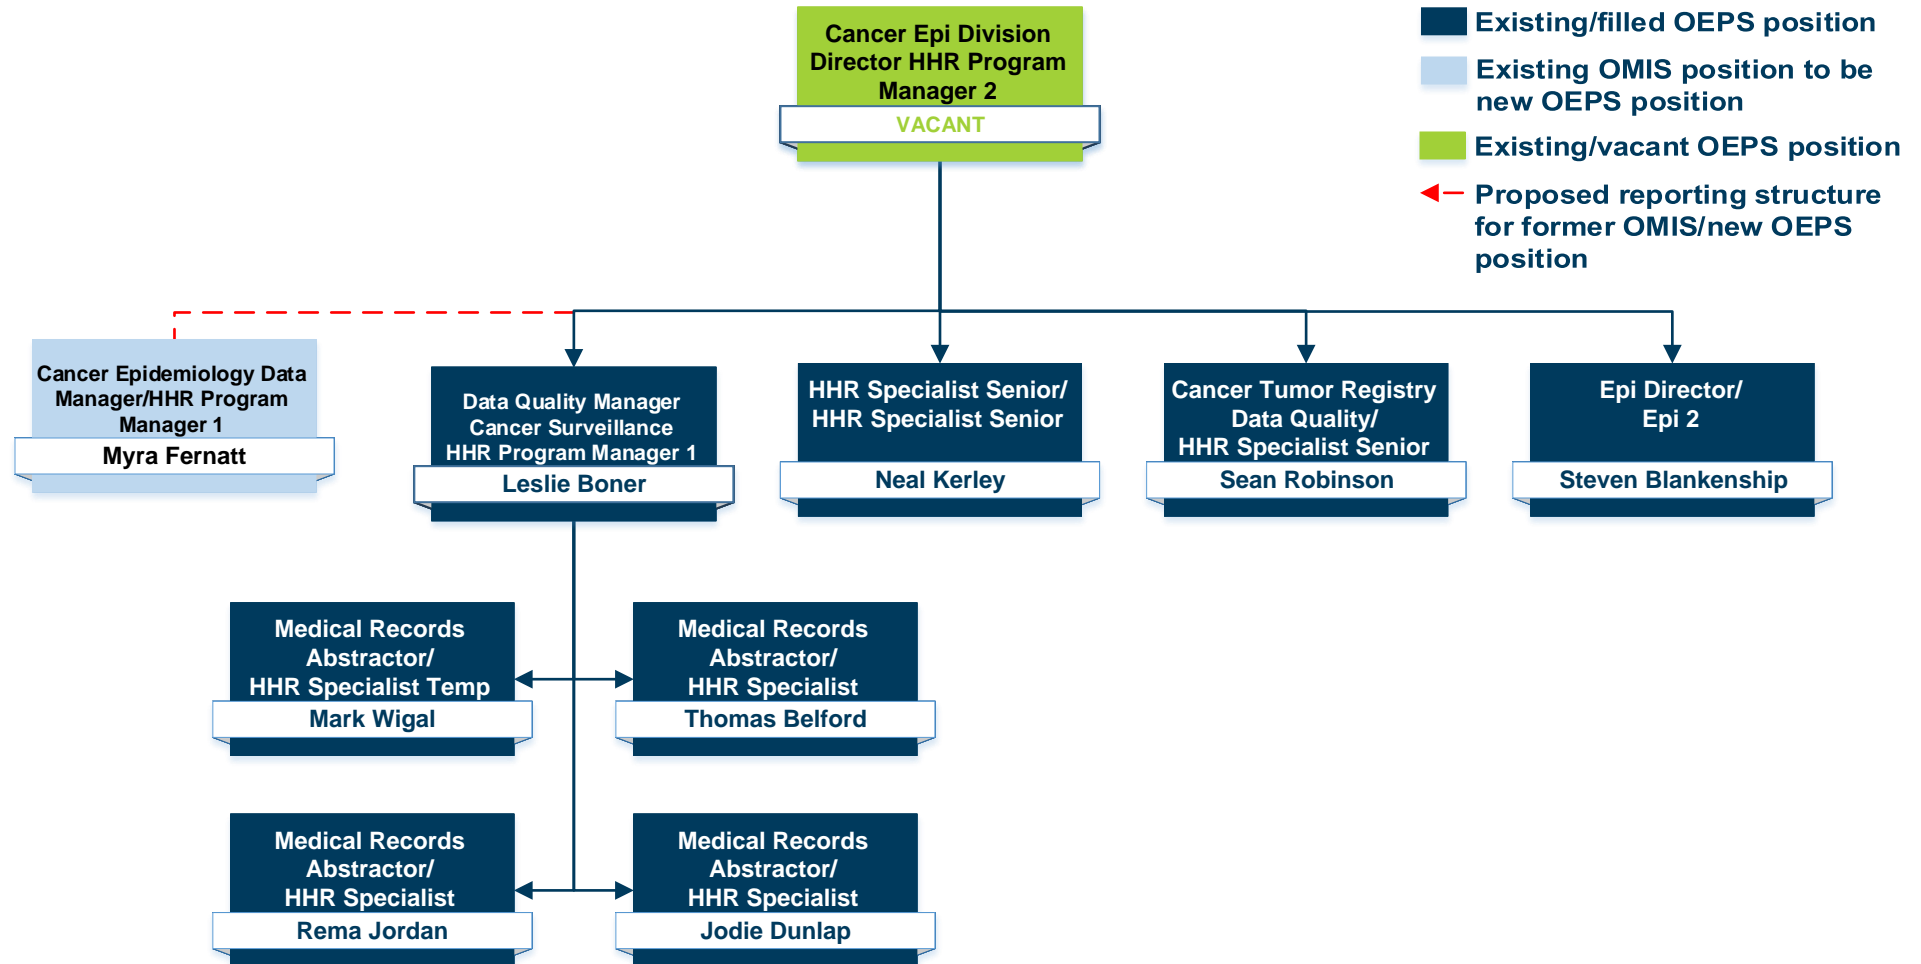 Cancer Epi Division
Director HHR Program
Manager 2
VACANT
Existing/filled OEPS position
Existing OMIS position to be
new OEPS position
Existing/vacant OEPS position
Proposed reporting structure
for former OMIS/new OEPS
position
Cancer Epidemiology Data
Manager/HHR Program
Manager 1
Myra Fernatt
Data Quality Manager
Cancer Surveillance
HHR Program Manager 1
Leslie Boner
HHR Specialist Senior/
HHR Specialist Senior
Neal Kerley
Cancer Tumor Registry
Data Quality/
HHR Specialist Senior
Sean Robinson
Epi Director/
Epi 2
Steven Blankenship
Medical Records
Abstractor/
HHR Specialist Temp
Mark Wigal
Medical Records
Abstractor/
HHR Specialist
Thomas Belford
Medical Records
Abstractor/
HHR Specialist
Rema Jordan
Medical Records
Abstractor/
HHR Specialist
Jodie Dunlap